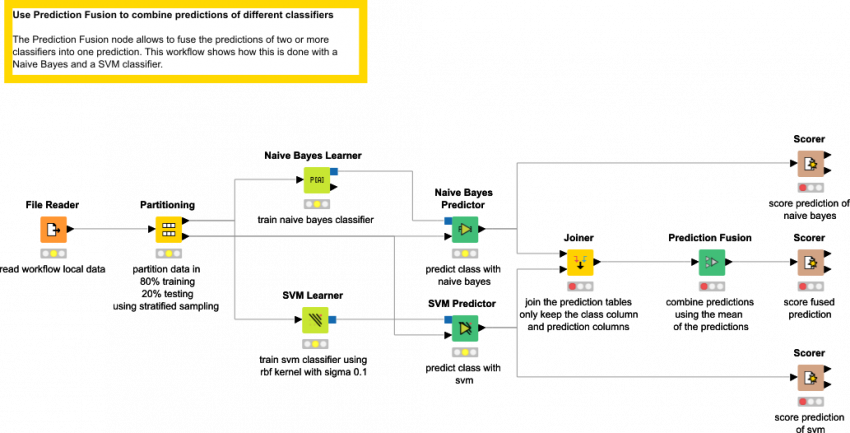 Use Prediction Fusion to combine predictions of different classifiers
The Prediction Fusion node allows to fuse the predictions of two or more
classifiers into one prediction. This workflow shows how this is done with a
Naive Bayes and a SVM classifier.
Scorer
score prediction of
naive bayes
Naive Bayes Learner
train naive bayes classifier
File Reader
read workflow local data
Partitioning
partition data in
80% training
20% testing
using stratified sampling
Naive Bayes
Predictor
predict class with
naive bayes
Joiner
join the prediction tables
only keep the class column
and prediction columns
Prediction Fusion
combine predictions
using the mean
of the predictions
Scorer
score fused
prediction
SVM Learner
train svm classifier using
rbf kernel with sigma 0.1
SVM Predictor
predict class with
svm
Scorer
score prediction
of svm